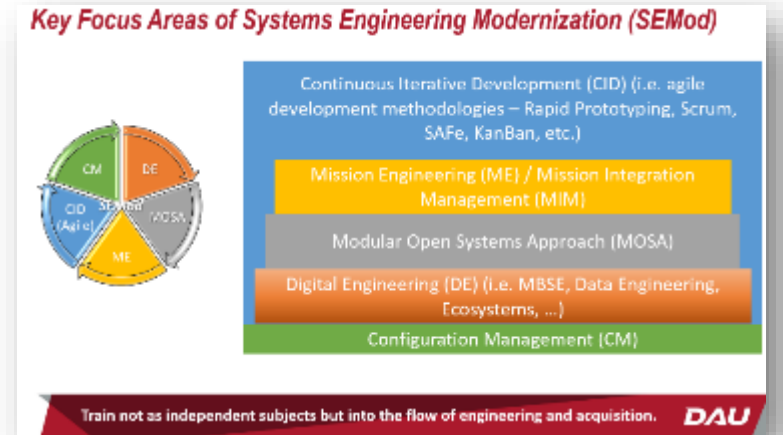 Key Focus Areas of Systems Engineering Modernization (SEMod)
Continuous Iterative Development (CID) (i.e. agile
development methodologies – Rapid Prototyping, Scrum,
SAFe, KanBan, etc.)
CM
DE
Mission Engineering (ME) / Mission Integration
Management (MIM)
CID
(Agile)
SEMod
MOSA
Modular Open Systems Approach (MOSA)
ME
Digital Engineering (DE) (i.e. MBSE, Data Engineering,
Ecosystems, ...)
Configuration Management (CM)
Train not as independent subjects but into the flow of engineering and acquisition.
DAU